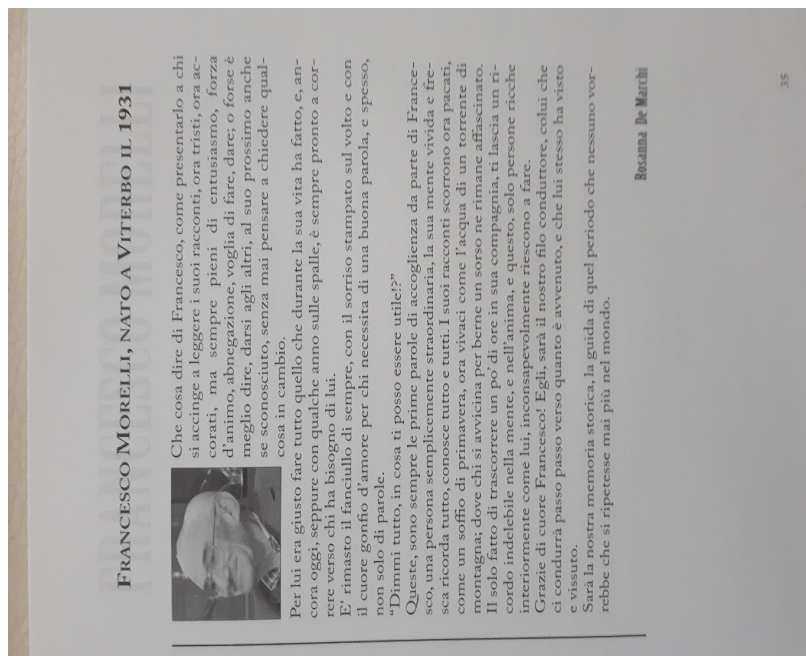 FRANCESCO MORELLI, NATO A VITERBO IL 1931
Che cosa dire di Francesco, come presentarlo a chi
si accinge a leggere i suoi racconti, ora tristi, ora ac-
corati, ma sempre pieni di entusiasmo, forza
d'animo, abnegazione, voglia di fare, dare; o forse è
meglio dire, darsi agli altri, al suo prossimo anche
se sconosciuto, senza mai pensare a chiedere qual-
cosa in cambio.
Per lui era giusto fare tutto quello che durante la sua vita ha fatto, e, an-
cora oggi, seppure con qualche anno sulle spalle, è sempre pronto a cor-
rere verso chi ha bisogno di lui.
E' rimasto il fanciullo di sempre, con il sorriso stampato sul volto e con
il cuore gonfio d'amore per chi necessita di una buona parola, e spesso,
non solo di parole.
“Dimmi tutto, in cosa ti posso essere utile!?”
Queste, sono sempre le prime parole di accoglienza da parte di France-
sco, una persona semplicemente straordinaria, la sua mente vivida e fre-
sca ricorda tutto, conosce tutto e tutti. I suoi racconti scorrono ora pacati,
come un soffio di primavera, ora vivaci come l'acqua di un torrente di
montagna; dove chi si avvicina per berne un sorso ne rimane affascinato.
Il solo fatto di trascorrere un po' di ore in sua compagnia, ti lascia un ri-
cordo indelebile nella mente, e nell'anima, e questo, solo persone ricche
interiormente come lui, inconsapevolmente riescono a fare.
Grazie di cuore Francesco! Egli, sarà il nostro filo conduttore, colui che
ci condurrà passo passo verso quanto è avvenuto, e che lui stesso ha visto
e vissuto.
Sarà la nostra memoria storica, la guida di quel periodo che nessuno vor-
rebbe che si ripetesse mai più nel mondo.
Rosanna De Marchi
35